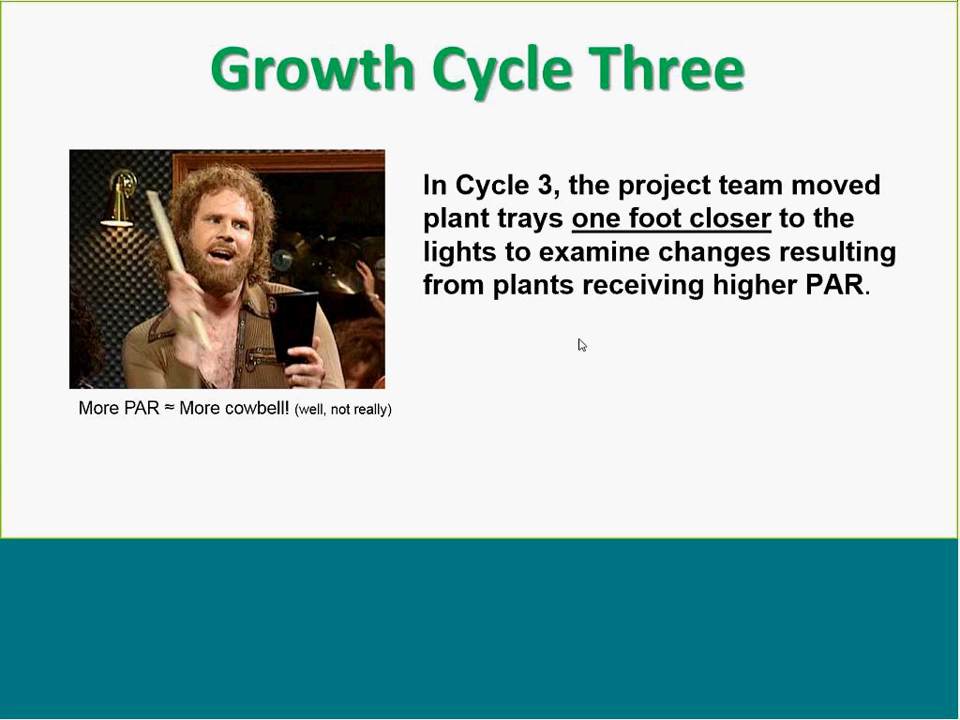 Growth Cycle Three
In Cycle 3, the project team moved
plant trays one foot closer to the
lights to examine changes resulting
from plants receiving higher PAR.
More PAR ≈ More cowbell! (well, not really)